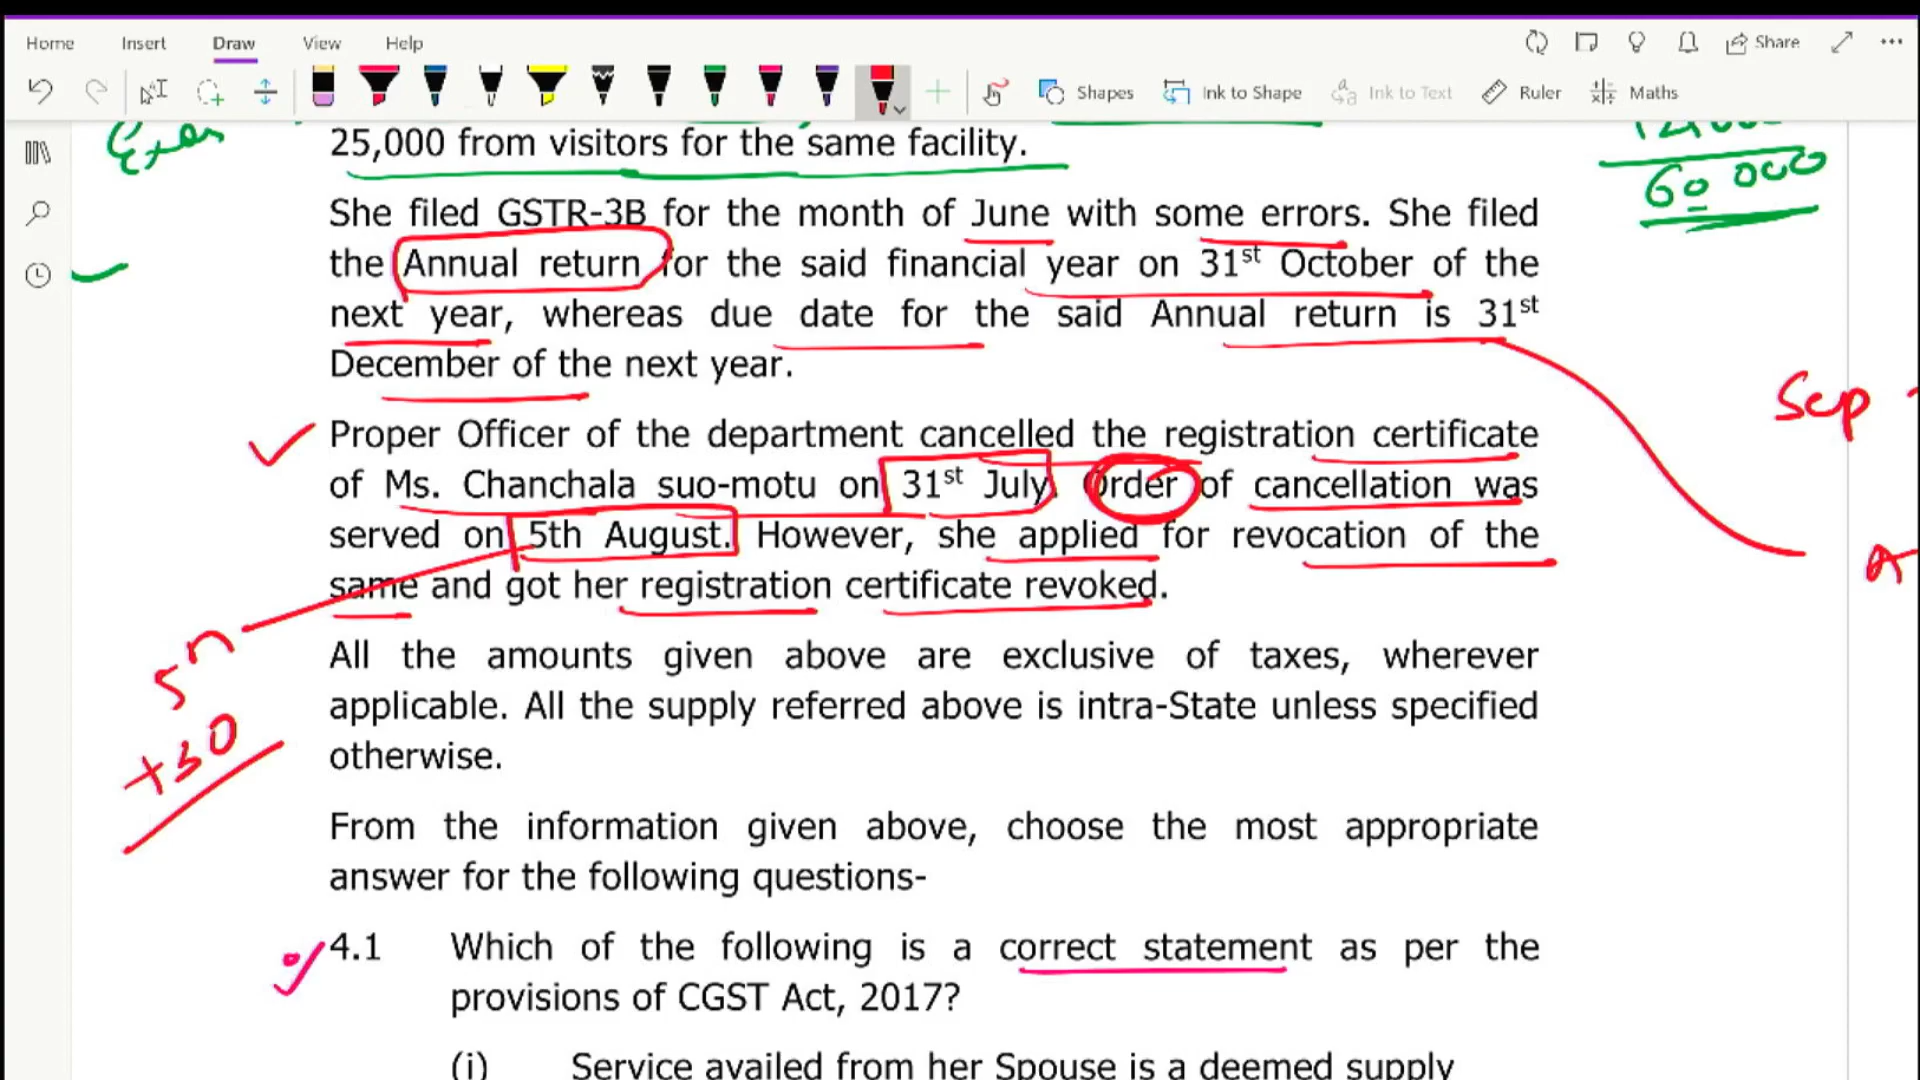 Home Insert Draw View Help Share
Shapes Ink to Shape Ink to Text Ruler Maths
25,000 from visitors for the same facility.
60 000
She filed GSTR-3B for the month of June with some errors. She filed
the Annual return for the said financial year on 31st October of the
next year, whereas due date for the said Annual return is 31st
December of the next year.
Sep
Proper Officer of the department cancelled the registration certificate
of Ms. Chanchala suo-motu on 31st July. Order of cancellation was
served on 5th August. However, she applied for revocation of the
same and got her registration certificate revoked.
All the amounts given above are exclusive of taxes, wherever
applicable. All the supply referred above is intra-State unless specified
otherwise.
+30
From the information given above, choose the most appropriate
answer for the following questions-
4.1 Which of the following is a correct statement as per the
provisions of CGST Act, 2017?
(i) Service availed from her Spouse is a deemed supply